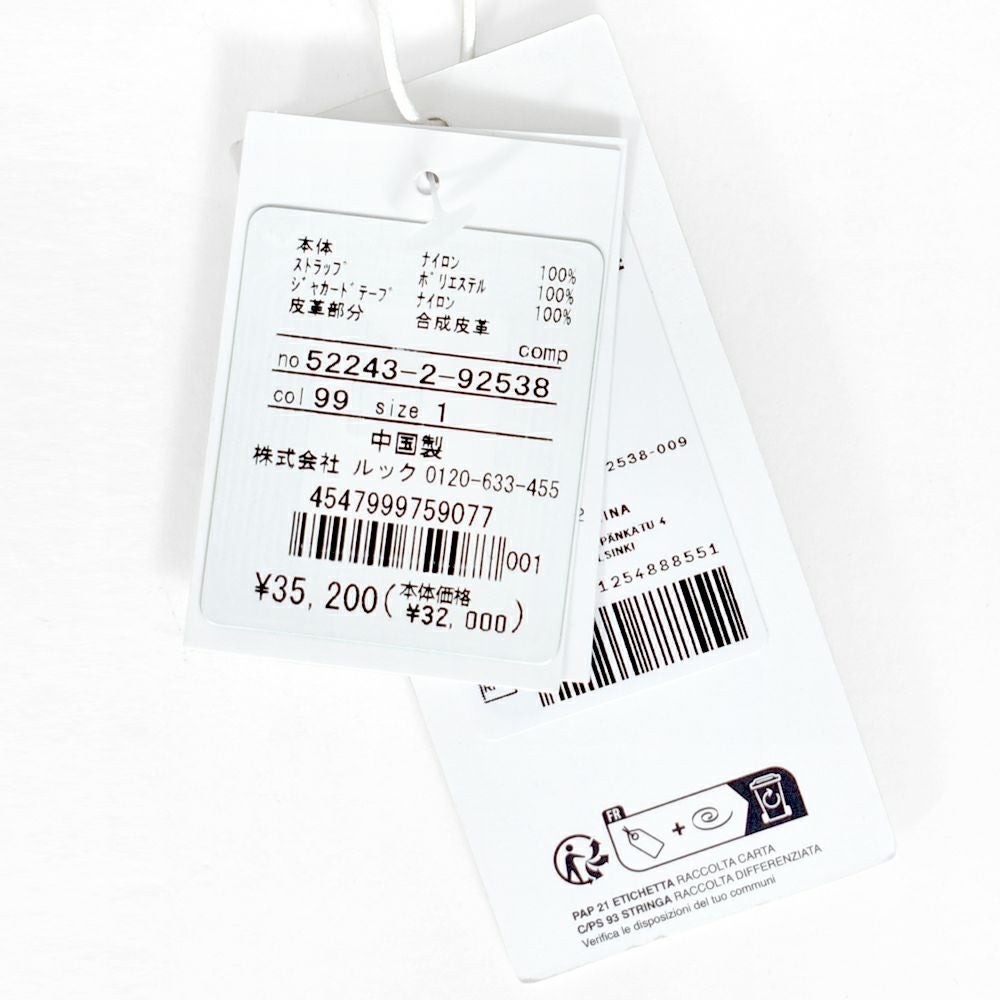 本体 ナイロン 100%
ストラップ ポリエステル 100%
ジャカードテープ ナイロン 100%
皮革部分 合成皮革
comp
no 52243-2-92538
col 99 size 1
中国製
株式会社 ルック 0120-633-455
4547999759077
001
¥35,200(本体価格
¥32,000)
2538-009
INA
PÄNKATU 4
LSINKI
1254888551
FR
+
PAP 21 ETICHETTA RACCOLTA CARTA
C/PS 93 STRINGA RACCOLTA DIFFERENZIATA
Verifica le disposizioni del tuo communi